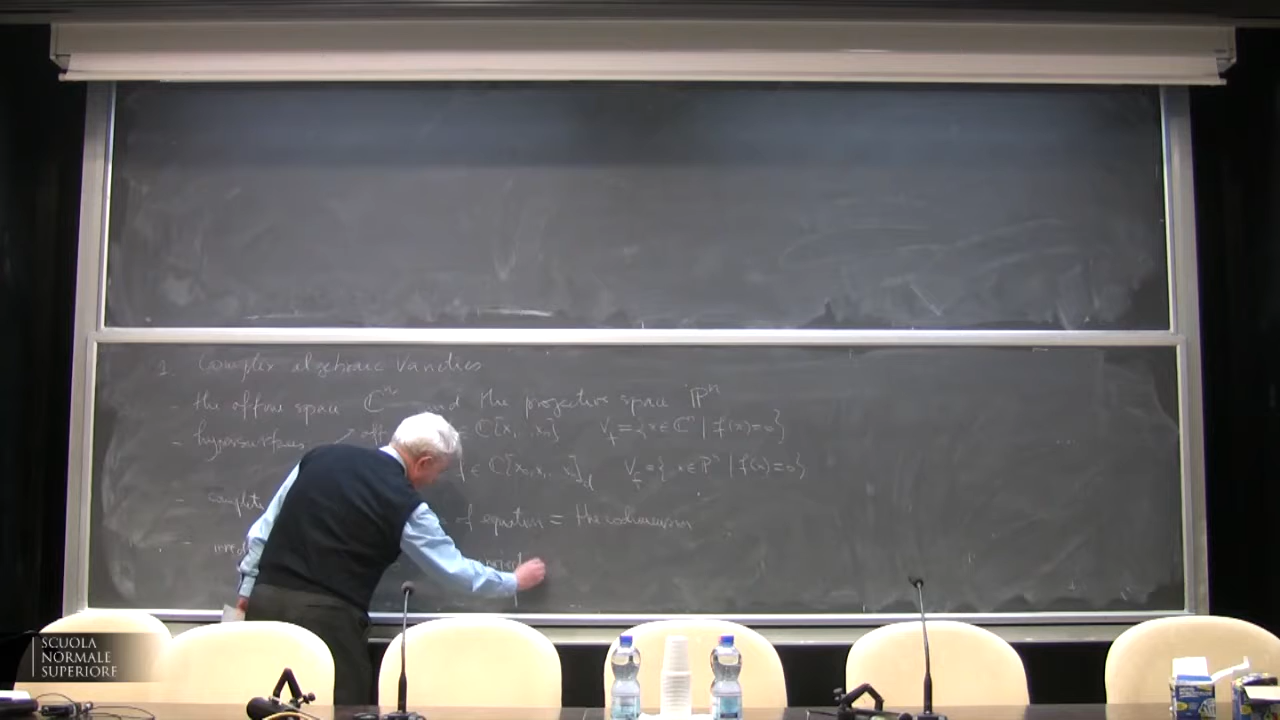 1. Complex algebraic varieties
- the affine space ℂⁿ and the projective space ℙⁿ
- hypersurfaces ↗ aff ∈ ℂ[x₁..xₙ] V_f = {x∈ℂⁿ | f(x)=0}
f ∈ ℂ[x₀,x₁..xₙ]_d V_f = {x∈ℙⁿ | f(x)=0}
- complete of equations = the codimension
- irred
SCUOLA
NORMALE
SUPERIORE